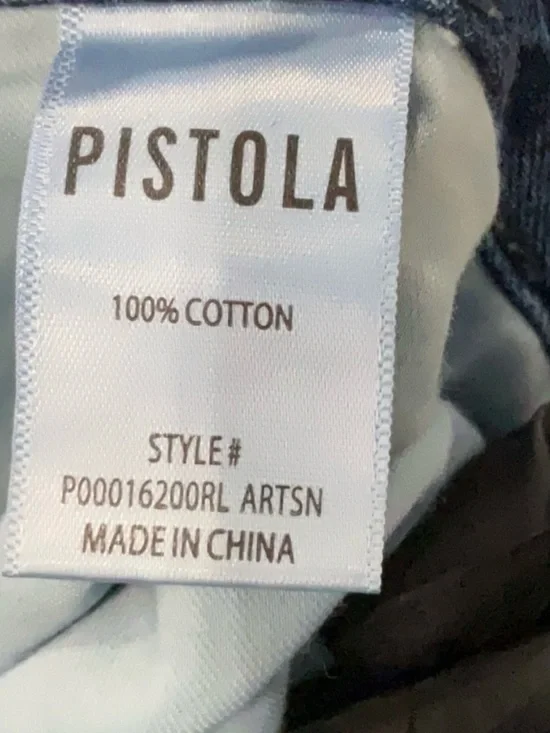 PISTOLA
100% COTTON
STYLE#
P00016200RL ARTSN
MADE IN CHINA